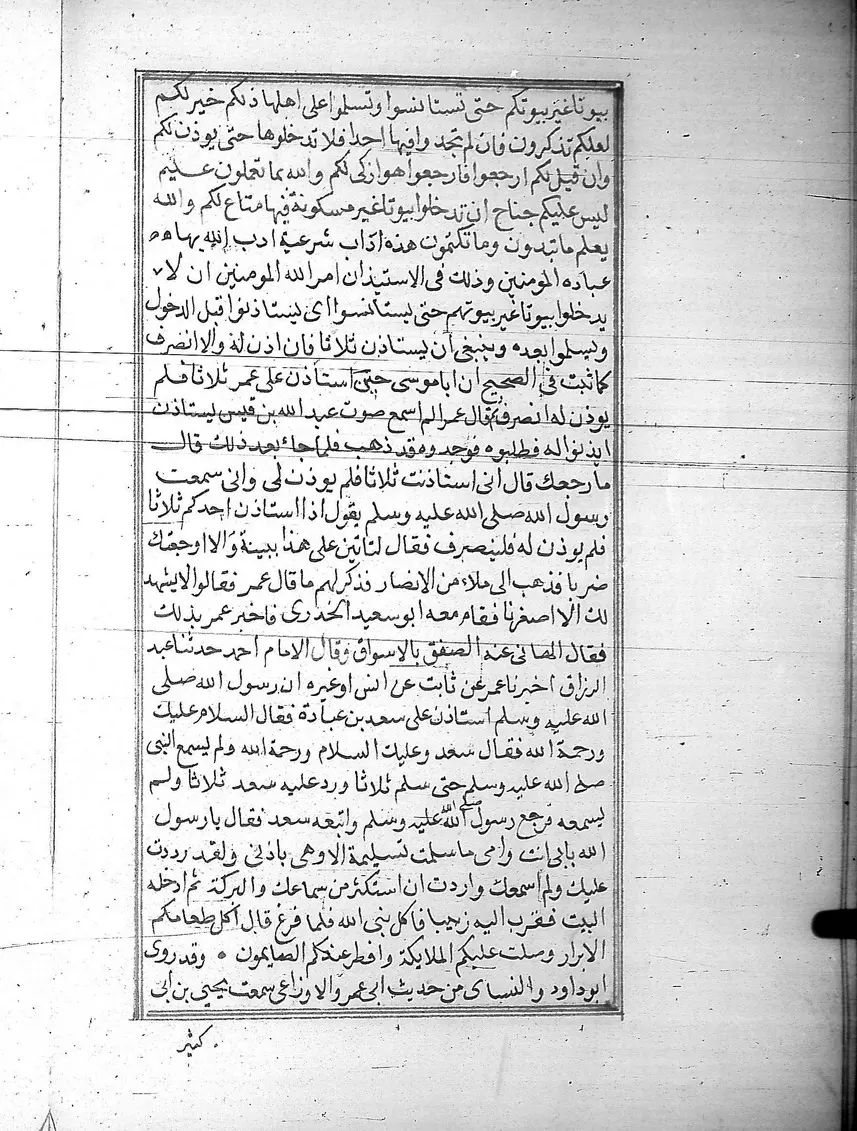 بيوتا غير بيوتكم حتى تستانسوا وتسلموا على اهلها ذلكم خير لكم
لعلكم تذكرون فان لم تجدوا فيها احدا فلا تدخلوها حتى يوذن لكم
وان قيل لكم ارجعوا فارجعوا هو ازكى لكم والله بما تعملون عليم
ليس عليكم جناح ان تدخلوا بيوتا غير مسكونة فيها متاع لكم والله
يعلم ما تبدون وما تكتمون هذه اداب شرعية ادب الله بها
عباده المومنين وذلك فى الاستيذان امر الله المومنين ان لا
يدخلوا بيوتا غير بيوتهم حتى يستأنسوا اى يستاذنوا قبل الدخول
ويسلموا بعده وينبغى أن يستاذن ثلاثا فان اذن له والا انصرف
كما ثبت فى الصحيح ان ابا موسى حين استأذن على عمر ثلاثا فلم
يوذن له انصرف ثم قال عمر الم اسمع صوت عبد الله بن قيس يستاذن
ايذنوا له فطلبوه فوجدوه قد ذهب فلما جاء بعد ذلك قال
ما رجعك قال انى استاذنت ثلاثا فلم يوذن لى وانى سمعت
رسول الله صلى الله عليه وسلم يقول اذا استاذن احدكم ثلاثا
فلم يوذن له فلينصرف فقال لتاتين على هذا ببينة والا اوجعتك
ضربا فذهب الى ملاء من الانصار فذكر لهم ما قال عمر فقالوا لا يشهد
لك الا اصغرنا فقام معه ابو سعيد الخدرى فاخبر عمر بذلك
فقال الهانى عنه الصفق بالاسواق وقال الامام احمد حدثنا عبد
الرزاق اخبرنا عمر عن ثابت عن انس او غيره ان رسول الله صلى
الله عليه وسلم استاذن على سعد بن عبادة فقال السلام عليك
ورحمة الله فقال سعد وعليك السلام ورحمة الله ولم يسمع النبى
صلى الله عليه وسلم حتى سلم ثلاثا ورد عليه سعد ثلاثا ولم
يسمعه فرجع رسول الله صلى الله عليه وسلم واتبعه سعد فقال يا رسول
الله بابى انت وامى ما سلمت تسليمة الا وهى باذنى ولقد رددت
عليك ولم اسمعك واردت ان استكثر من سماعك والبركة ثم ادخله
البيت فقرب اليه زبيبا فاكل نبى الله فلما فرغ قال اكل طعامكم
الابرار وصلت عليكم الملايكة وافطر عندكم الصايمون وقد روى
ابو داود والنساى من حديث ابى عمرو الاوزاعى سمعت يحيى بن ابى
كثير